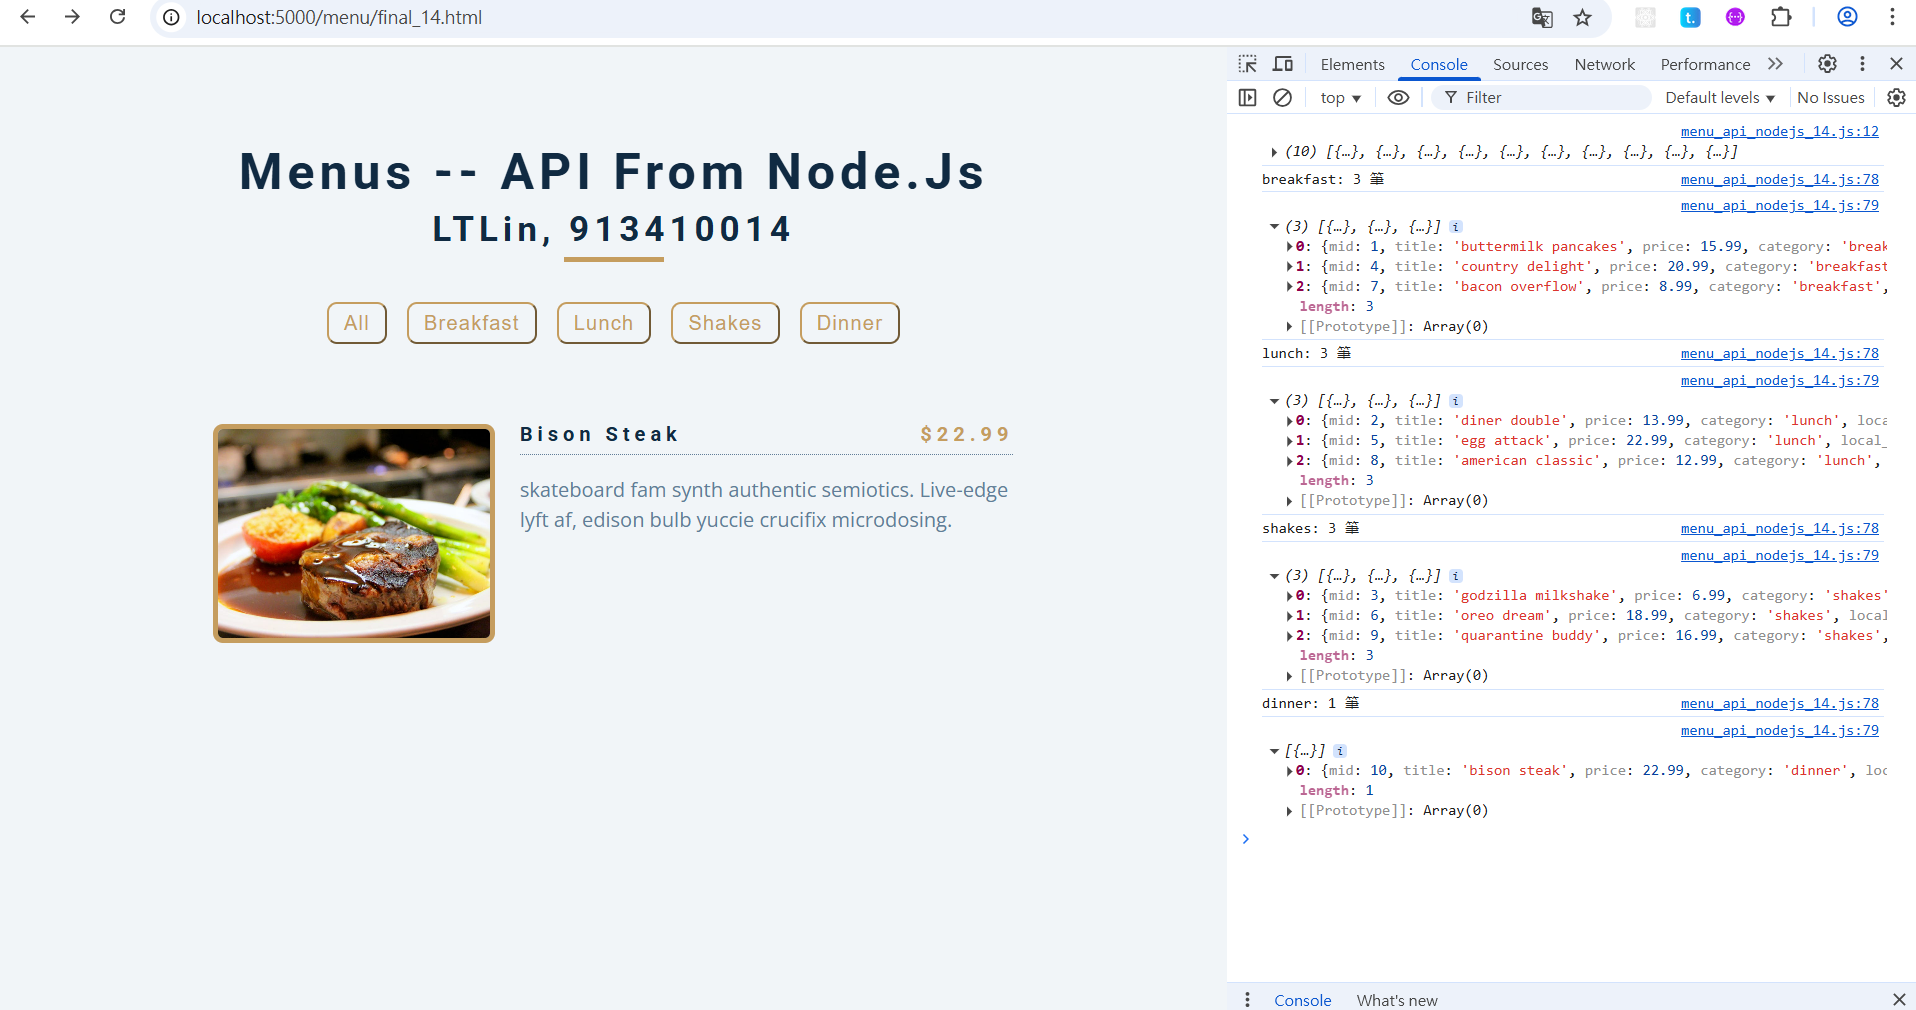 localhost:5000/menu/final_14.html
Menus -- API From Node.Js
LTLin, 913410014
All
Breakfast
Lunch
Shakes
Dinner
Bison Steak
$22.99
skateboard fam synth authentic semiotics. Live-edge
lyft af, edison bulb yuccie crucifix microdosing.
Elements Console Sources Network Performance
top Filter Default levels No Issues
menu_api_nodejs_14.js:12
(10) [{…}, {…}, {…}, {…}, {…}, {…}, {…}, {…}, {…}, {…}]
breakfast: 3 筆 menu_api_nodejs_14.js:78
menu_api_nodejs_14.js:79
(3) [{…}, {…}, {…}] i
0: {mid: 1, title: 'buttermilk pancakes', price: 15.99, category: 'break
1: {mid: 4, title: 'country delight', price: 20.99, category: 'breakfast
2: {mid: 7, title: 'bacon overflow', price: 8.99, category: 'breakfast',
length: 3
[[Prototype]]: Array(0)
lunch: 3 筆 menu_api_nodejs_14.js:78
menu_api_nodejs_14.js:79
(3) [{…}, {…}, {…}] i
0: {mid: 2, title: 'diner double', price: 13.99, category: 'lunch', loca
1: {mid: 5, title: 'egg attack', price: 22.99, category: 'lunch', local_
2: {mid: 8, title: 'american classic', price: 12.99, category: 'lunch',
length: 3
[[Prototype]]: Array(0)
shakes: 3 筆 menu_api_nodejs_14.js:78
menu_api_nodejs_14.js:79
(3) [{…}, {…}, {…}] i
0: {mid: 3, title: 'godzilla milkshake', price: 6.99, category: 'shakes'
1: {mid: 6, title: 'oreo dream', price: 18.99, category: 'shakes', local
2: {mid: 9, title: 'quarantine buddy', price: 16.99, category: 'shakes',
length: 3
[[Prototype]]: Array(0)
dinner: 1 筆 menu_api_nodejs_14.js:78
menu_api_nodejs_14.js:79
[{…}] i
0: {mid: 10, title: 'bison steak', price: 22.99, category: 'dinner', loc
length: 1
[[Prototype]]: Array(0)
Console What's new